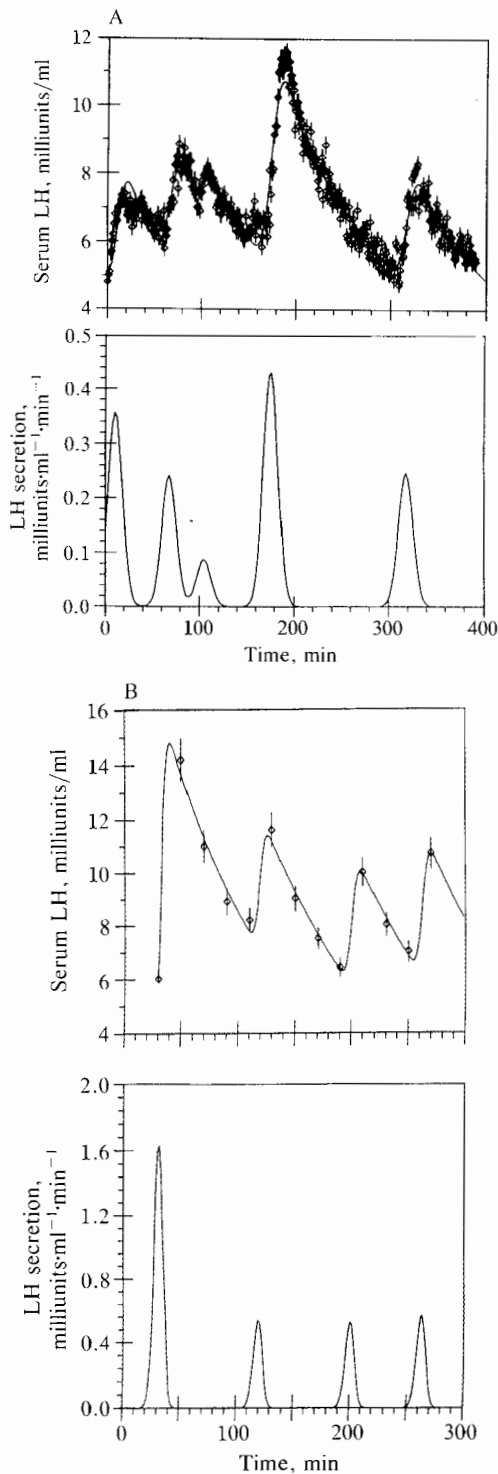 A
Serum LH, milliunits/ml
12
10
8
6
4
LH secretion,
milliunits·ml⁻¹·min⁻¹
0.5
0.4
0.3
0.2
0.1
0.0
0 100 200 300 400
Time, min
B
Serum LH, milliunits/ml
16
14
12
10
8
6
4
LH secretion,
milliunits·ml⁻¹·min⁻¹
2.0
1.6
1.2
0.8
0.4
0.0
0 100 200 300
Time, min